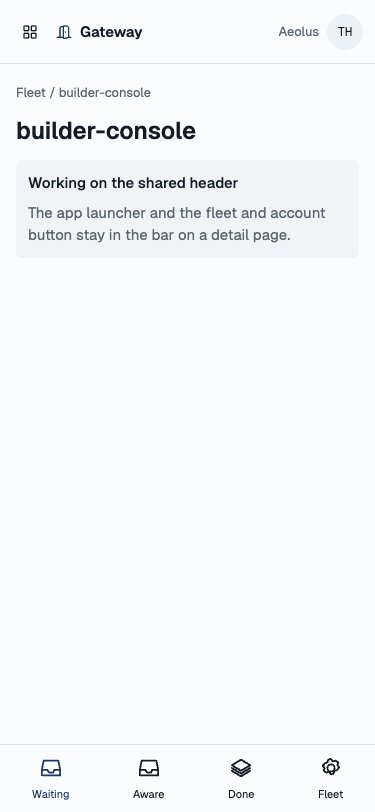 Gateway
Aeolus
TH
Fleet / builder-console
builder-console
Working on the shared header
The app launcher and the fleet and account
button stay in the bar on a detail page.
Waiting
Aware
Done
Fleet